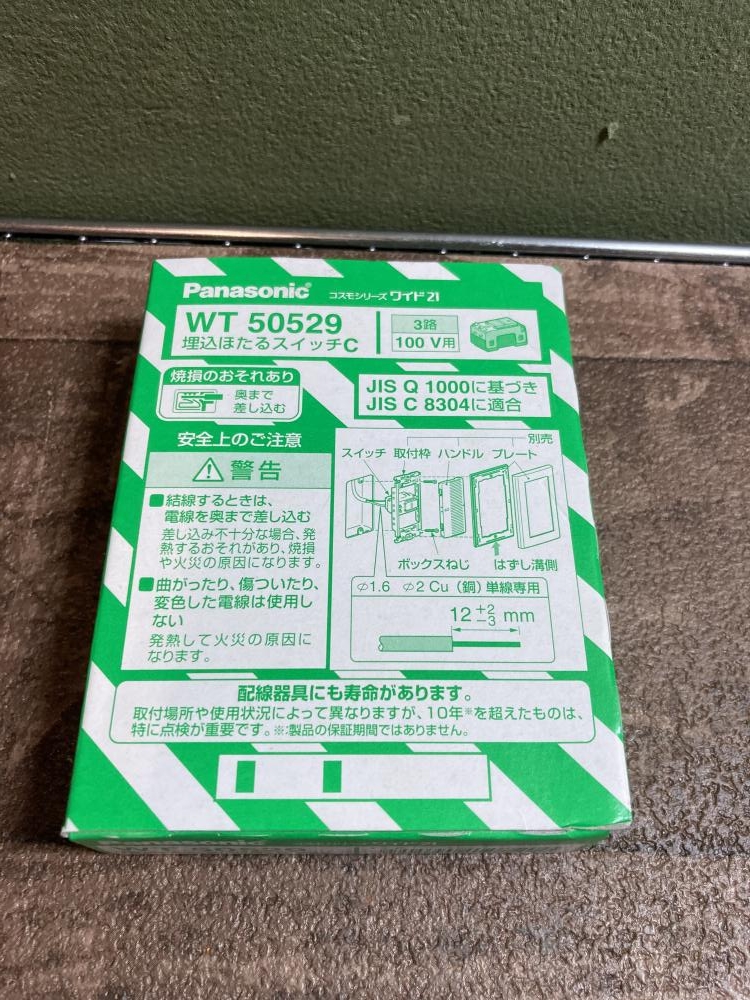 Panasonic コスモシリーズ ワイド21
WT 50529
埋込ほたるスイッチC
3路
100 V用
焼損のおそれあり
奥まで
差し込む
JIS Q 1000に基づき
JIS C 8304に適合
安全上のご注意
警告
■結線するときは、
電線を奥まで差し込む
差し込み不十分な場合、発
熱するおそれがあり、焼損
や火災の原因になります。
■曲がったり、傷ついたり、
変色した電線は使用し
ない
発熱して火災の原因に
なります。
別売
スイッチ 取付枠 ハンドル プレート
ボックスねじ はずし溝側
φ1.6 φ2 Cu (銅) 単線専用
12 +2 −3 mm
配線器具にも寿命があります。
取付場所や使用状況によって異なりますが、10年※を超えたものは、
特に点検が重要です。※:製品の保証期間ではありません。
Panasonic